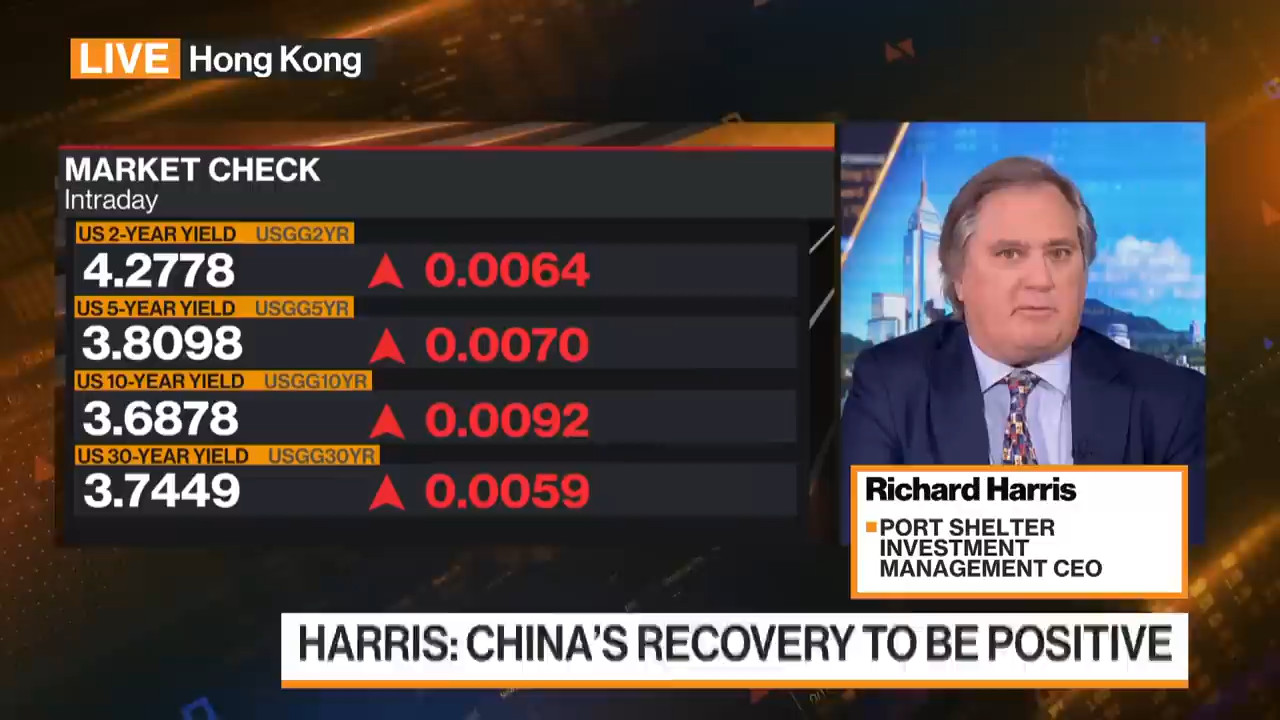 LIVE Hong Kong
MARKET CHECK
Intraday
US 2-YEAR YIELD USGG2YR
4.2778 0.0064
US 5-YEAR YIELD USGG5YR
3.8098 0.0070
US 10-YEAR YIELD USGG10YR
3.6878 0.0092
US 30-YEAR YIELD USGG30YR
3.7449 0.0059
Richard Harris
PORT SHELTER
INVESTMENT
MANAGEMENT CEO
HARRIS: CHINA'S RECOVERY TO BE POSITIVE